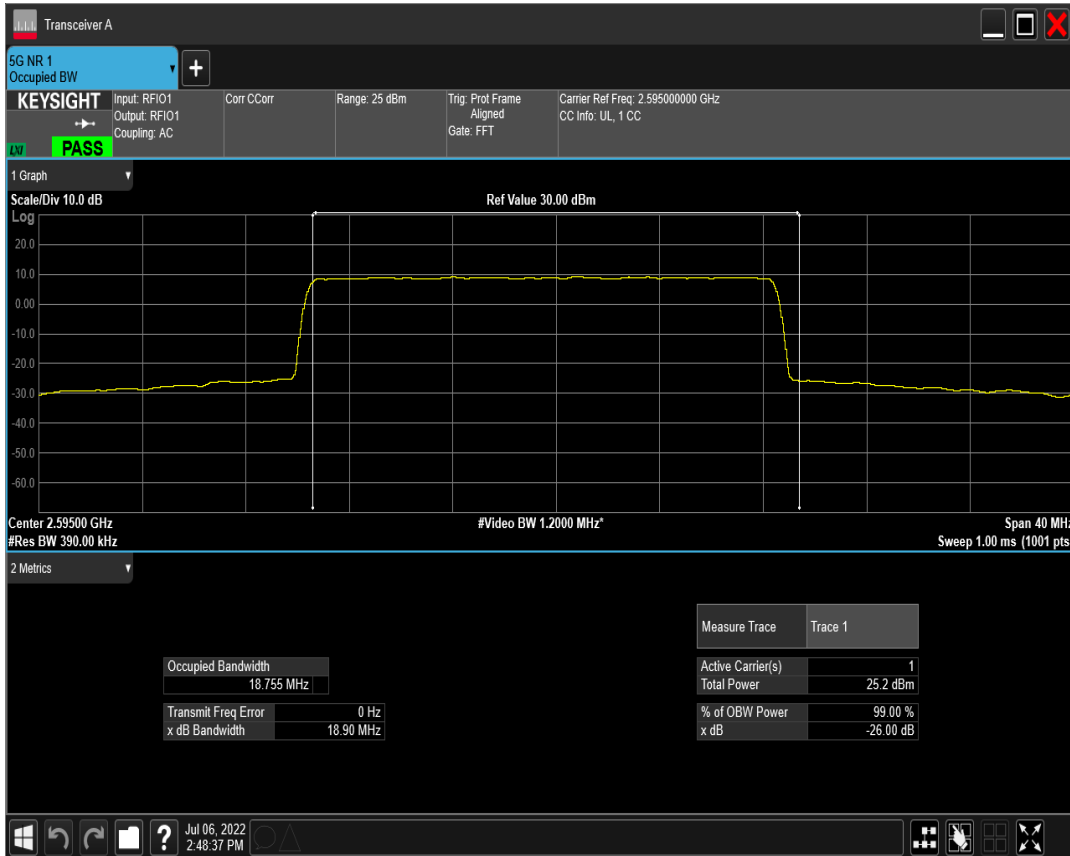 Transceiver A
5G NR 1
Occupied BW
KEYSIGHT
LXI
PASS
Input: RFIO1
Output: RFIO1
Coupling: AC
Corr CCorr
Range: 25 dBm
Trig: Prot Frame
Aligned
Gate: FFT
Carrier Ref Freq: 2.595000000 GHz
CC Info: UL, 1 CC
1 Graph
Scale/Div 10.0 dB
Ref Value 30.00 dBm
Log
20.0
10.0
0.00
-10.0
-20.0
-30.0
-40.0
-50.0
-60.0
Center 2.59500 GHz
#Video BW 1.2000 MHz*
Span 40 MHz
#Res BW 390.00 kHz
Sweep 1.00 ms (1001 pts
2 Metrics
Measure Trace Trace 1
Occupied Bandwidth
18.755 MHz
Active Carrier(s) 1
Total Power 25.2 dBm
Transmit Freq Error 0 Hz
x dB Bandwidth 18.90 MHz
% of OBW Power 99.00 %
x dB -26.00 dB
Jul 06, 2022
2:48:37 PM